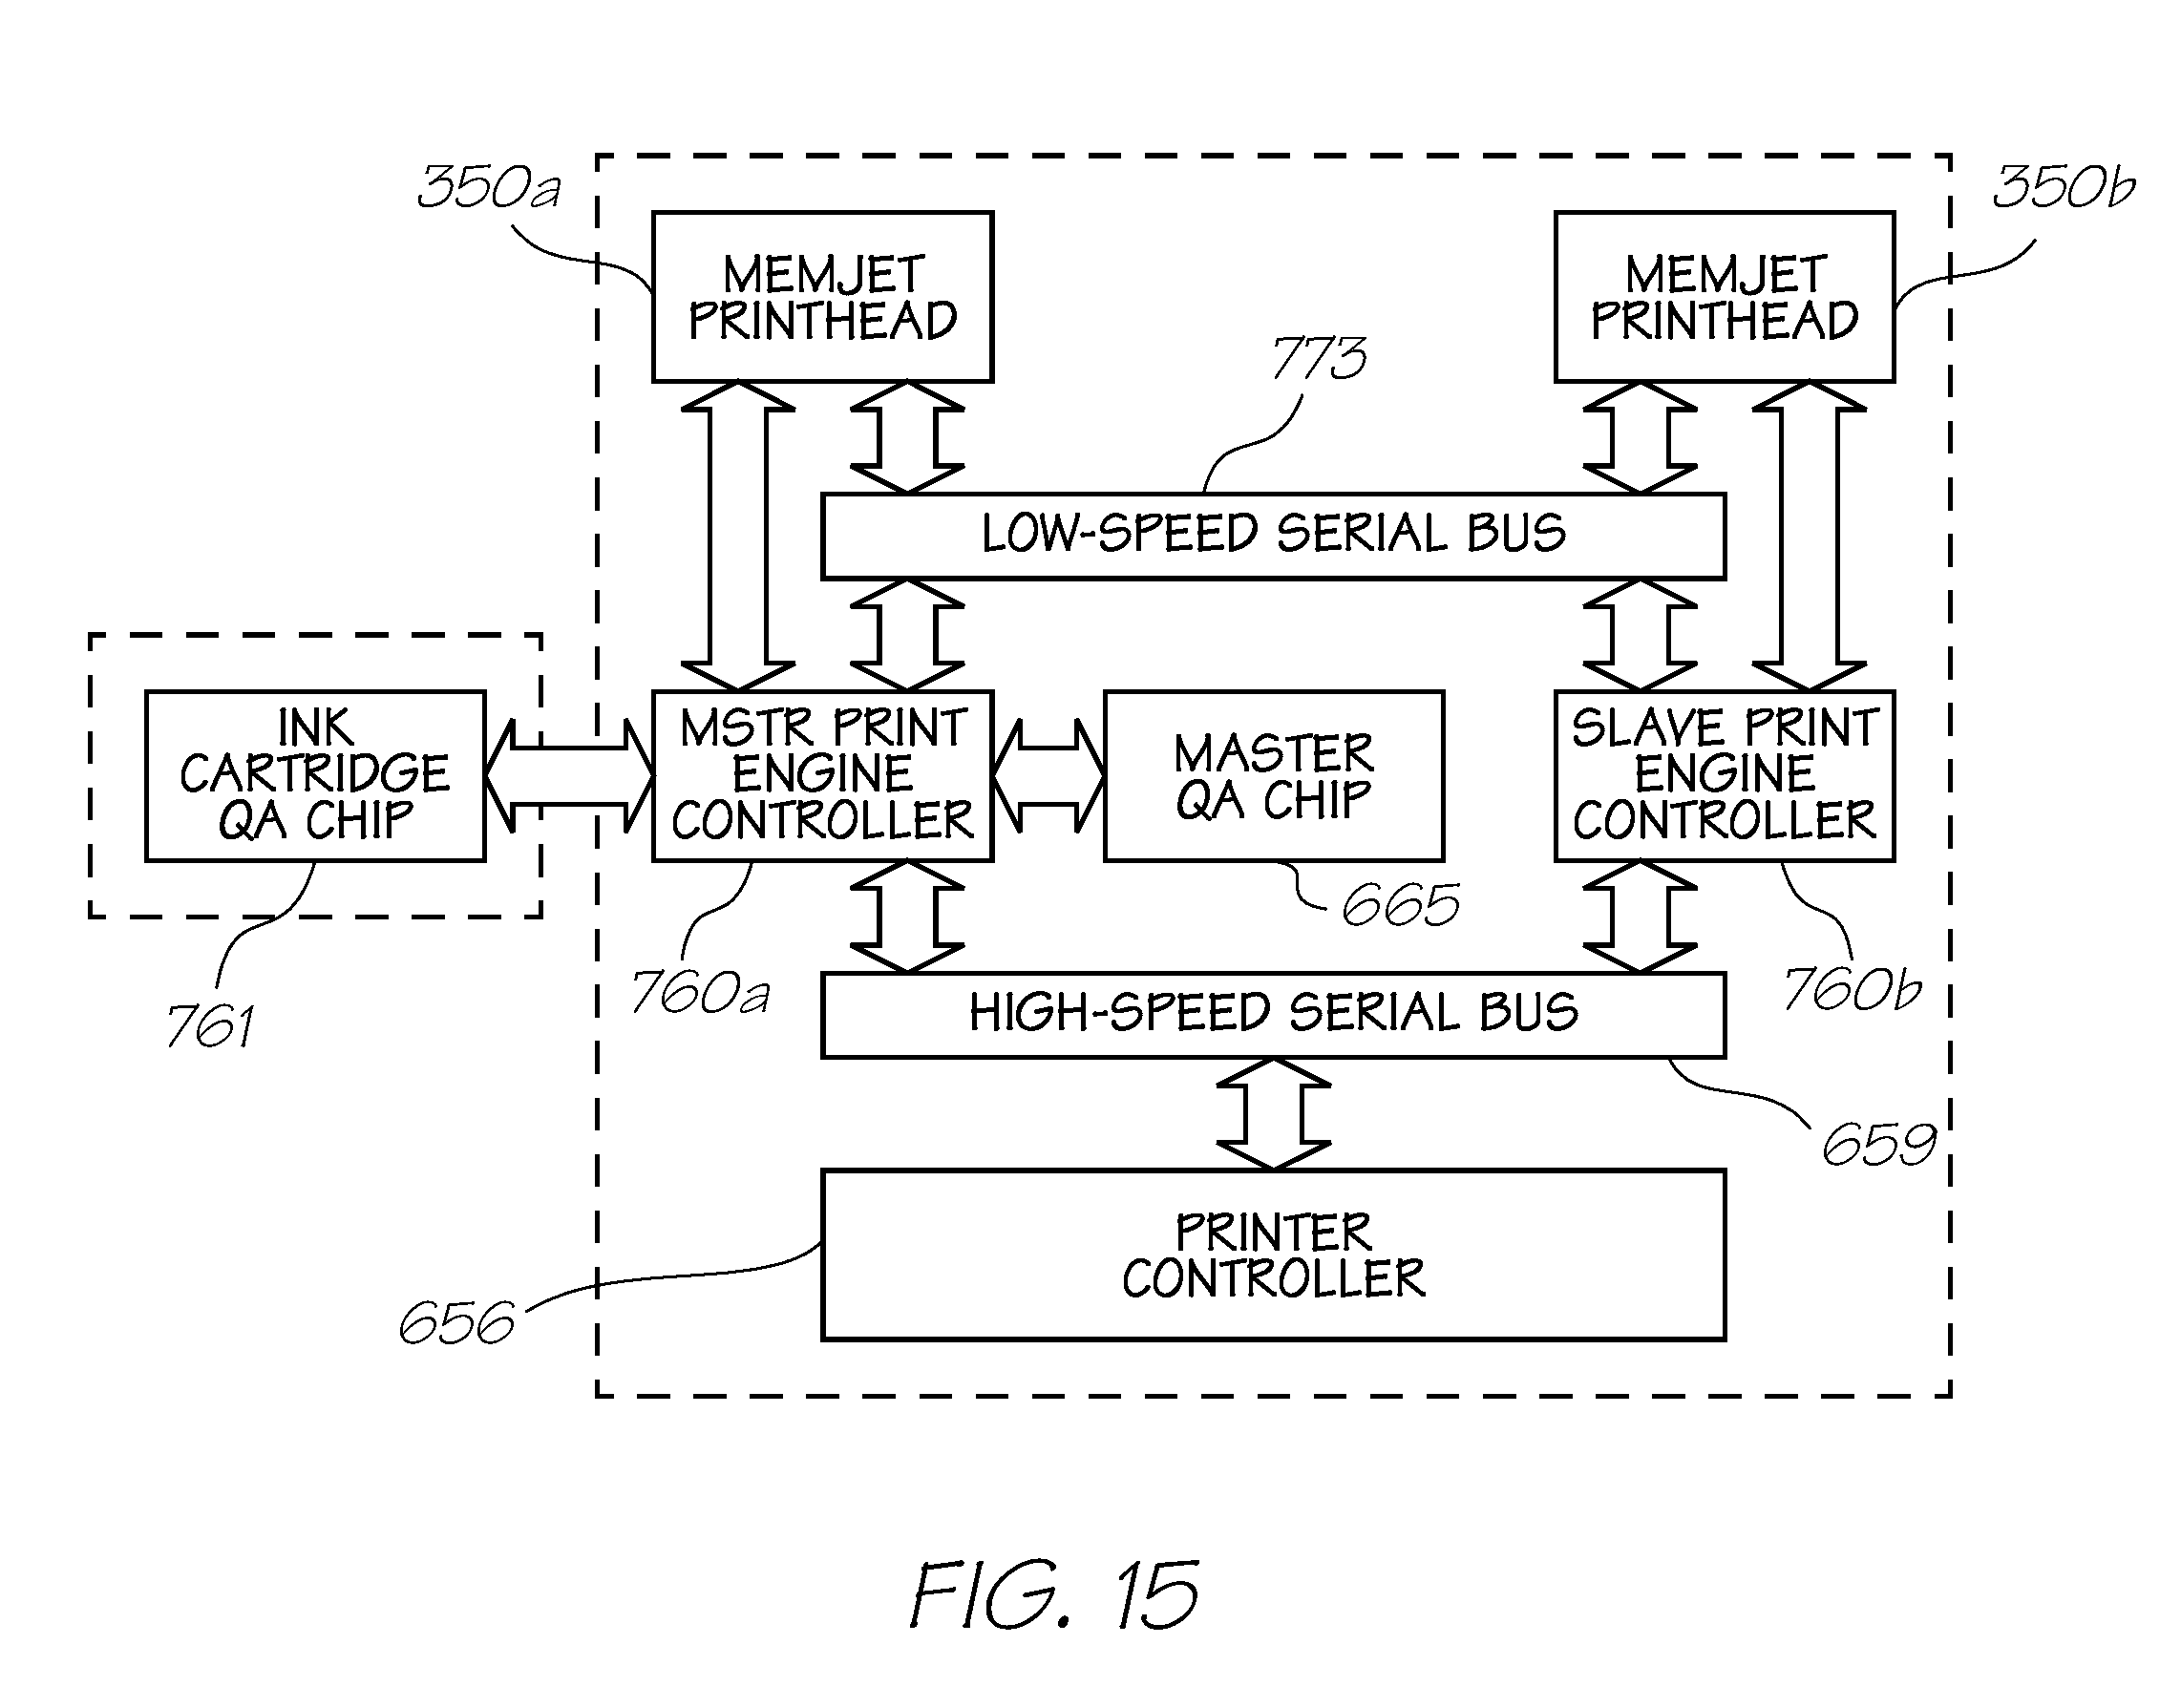 350a
350b
MEMJET
PRINTHEAD
MEMJET
PRINTHEAD
773
LOW-SPEED SERIAL BUS
INK
CARTRIDGE
QA CHIP
MSTR PRINT
ENGINE
CONTROLLER
MASTER
QA CHIP
SLAVE PRINT
ENGINE
CONTROLLER
665
761
760a
760b
HIGH-SPEED SERIAL BUS
659
PRINTER
CONTROLLER
656
FIG. 15